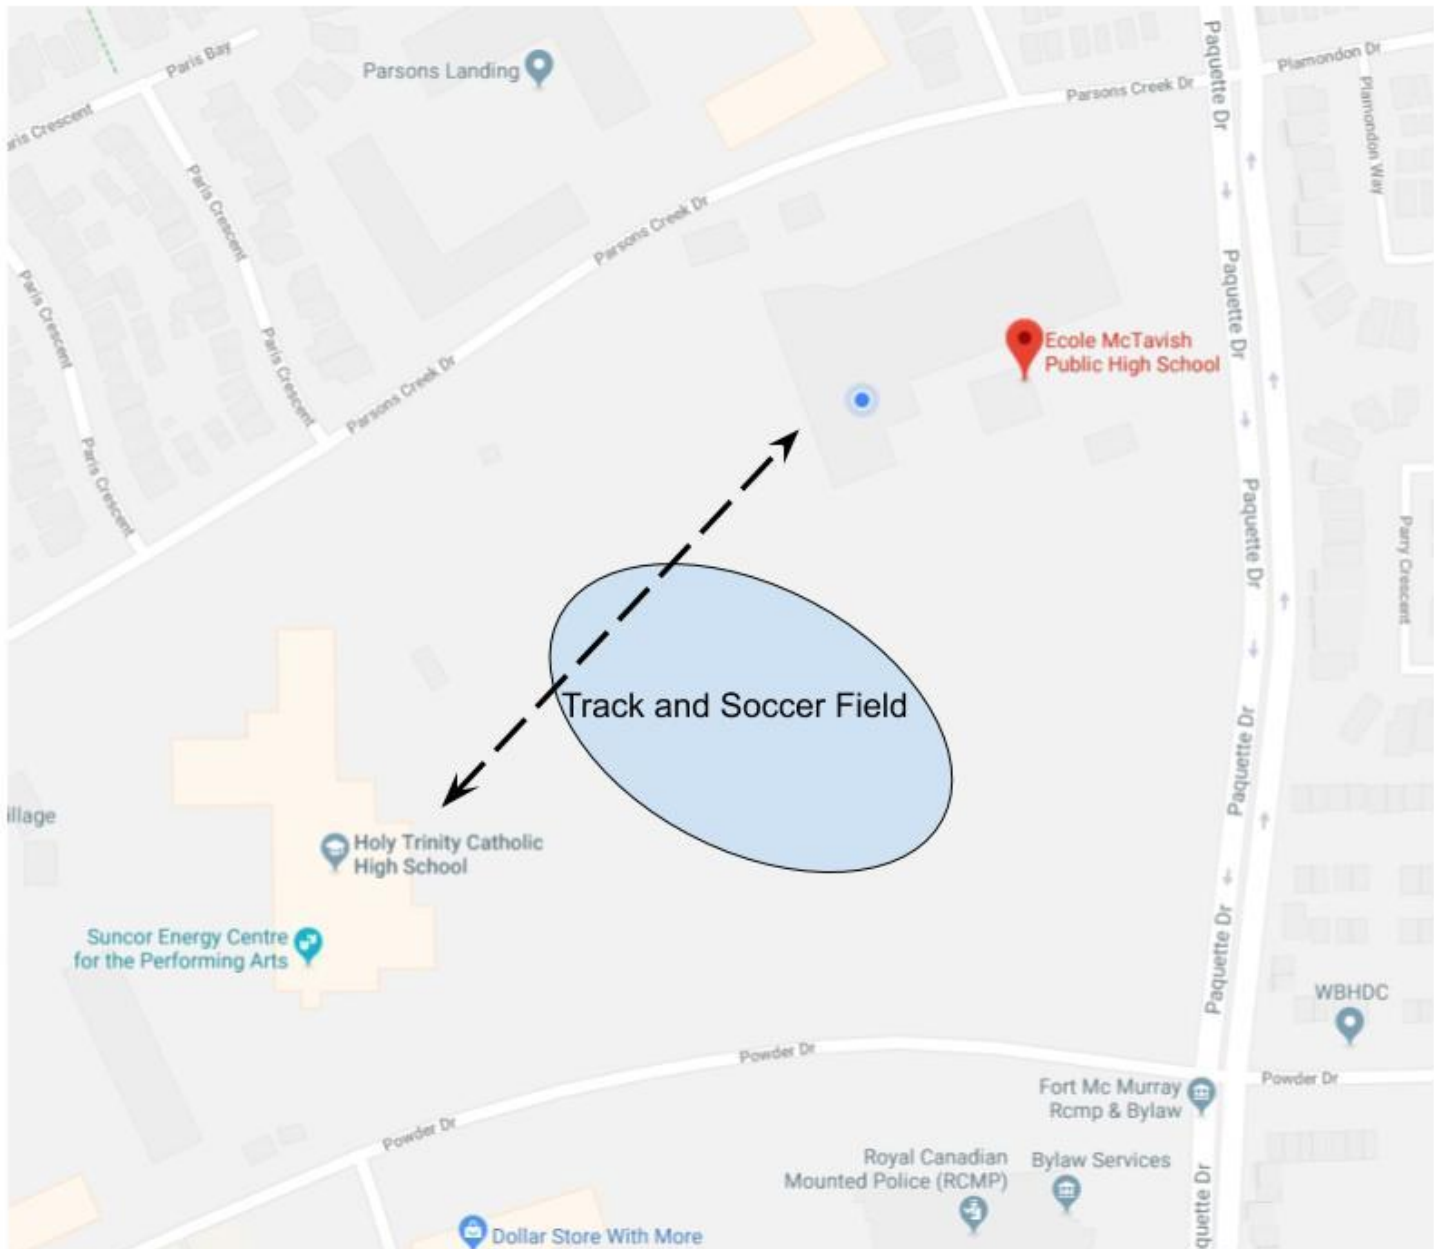 Paris Bay
Parsons Landing
Paquette Dr
Plamondon Dr
Parsons Creek Dr
Plamondon Way
Paris Crescent
Parsons Creek Dr
Paquette Dr
Paris Crescent
Paris Crescent
Ecole McTavish
Public High School
Parsons Creek Dr
Paris Crescent
Paquette Dr
Parry Crescent
Track and Soccer Field
Paquette Dr
illage
Holy Trinity Catholic
High School
Suncor Energy Centre
for the Performing Arts
Paquette Dr
WBHDC
Powder Dr
Powder Dr
Fort Mc Murray
Rcmp & Bylaw
Powder Dr
Royal Canadian
Mounted Police (RCMP)
Bylaw Services
quette Dr
Dollar Store With More